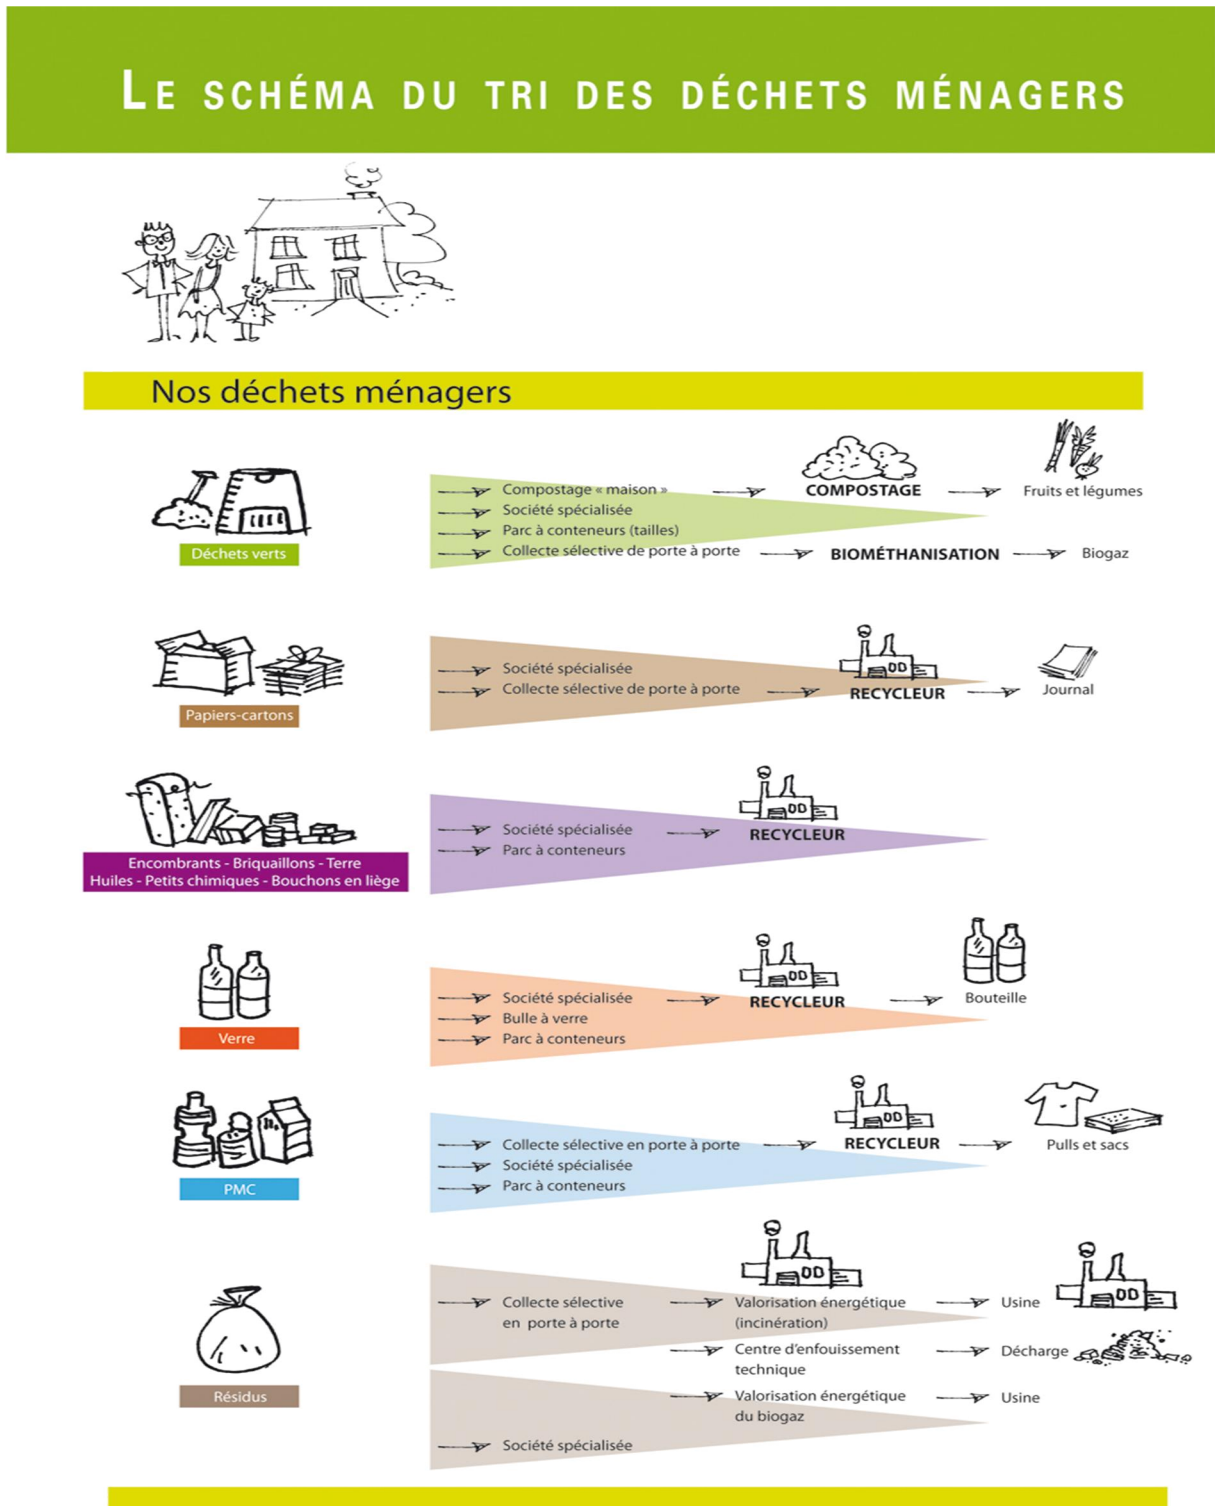 LE SCHÉMA DU TRI DES DÉCHETS MÉNAGERS
Nos déchets ménagers
Déchets verts
Compostage « maison »
COMPOSTAGE
Fruits et légumes
Société spécialisée
Parc à conteneurs (tailles)
Collecte sélective de porte à porte
BIOMÉTHANISATION
Biogaz
Papiers-cartons
Société spécialisée
Collecte sélective de porte à porte
RECYCLEUR
Journal
Encombrants - Briquaillons - Terre
Huiles - Petits chimiques - Bouchons en liège
Société spécialisée
RECYCLEUR
Parc à conteneurs
Verre
Société spécialisée
RECYCLEUR
Bouteille
Bulle à verre
Parc à conteneurs
PMC
Collecte sélective en porte à porte
RECYCLEUR
Pulls et sacs
Société spécialisée
Parc à conteneurs
Résidus
Collecte sélective
en porte à porte
Valorisation énergétique
(incinération)
Usine
Centre d'enfouissement
technique
Décharge
Valorisation énergétique
du biogaz
Usine
Société spécialisée